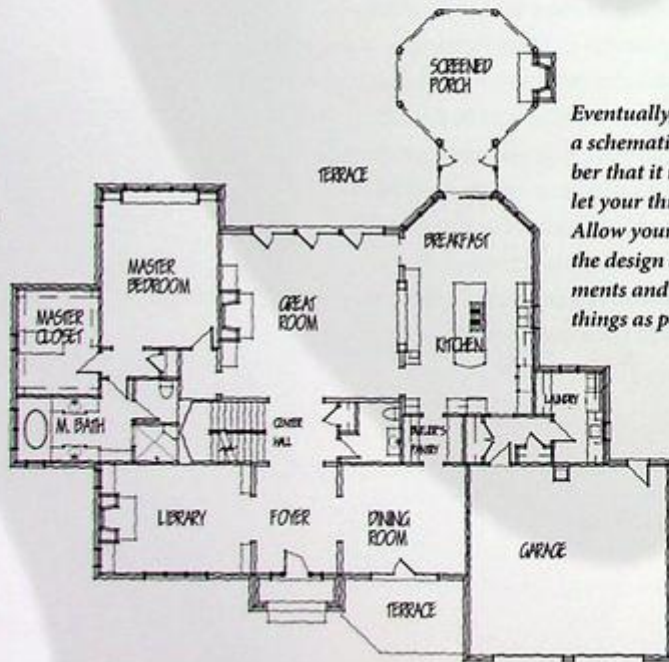 SCREENED
PORCH
TERRACE
BREAKFAST
MASTER
BEDROOM
GREAT
ROOM
MASTER
CLOSET
KITCHEN
LAUNDRY
M. BATH
CENTER
HALL
BUTLER'S
PANTRY
LIBRARY
FOYER
DINING
ROOM
GARAGE
TERRACE
Eventually
a schemati
ber that it
let your thi
Allow your
the design
ments and
things as p